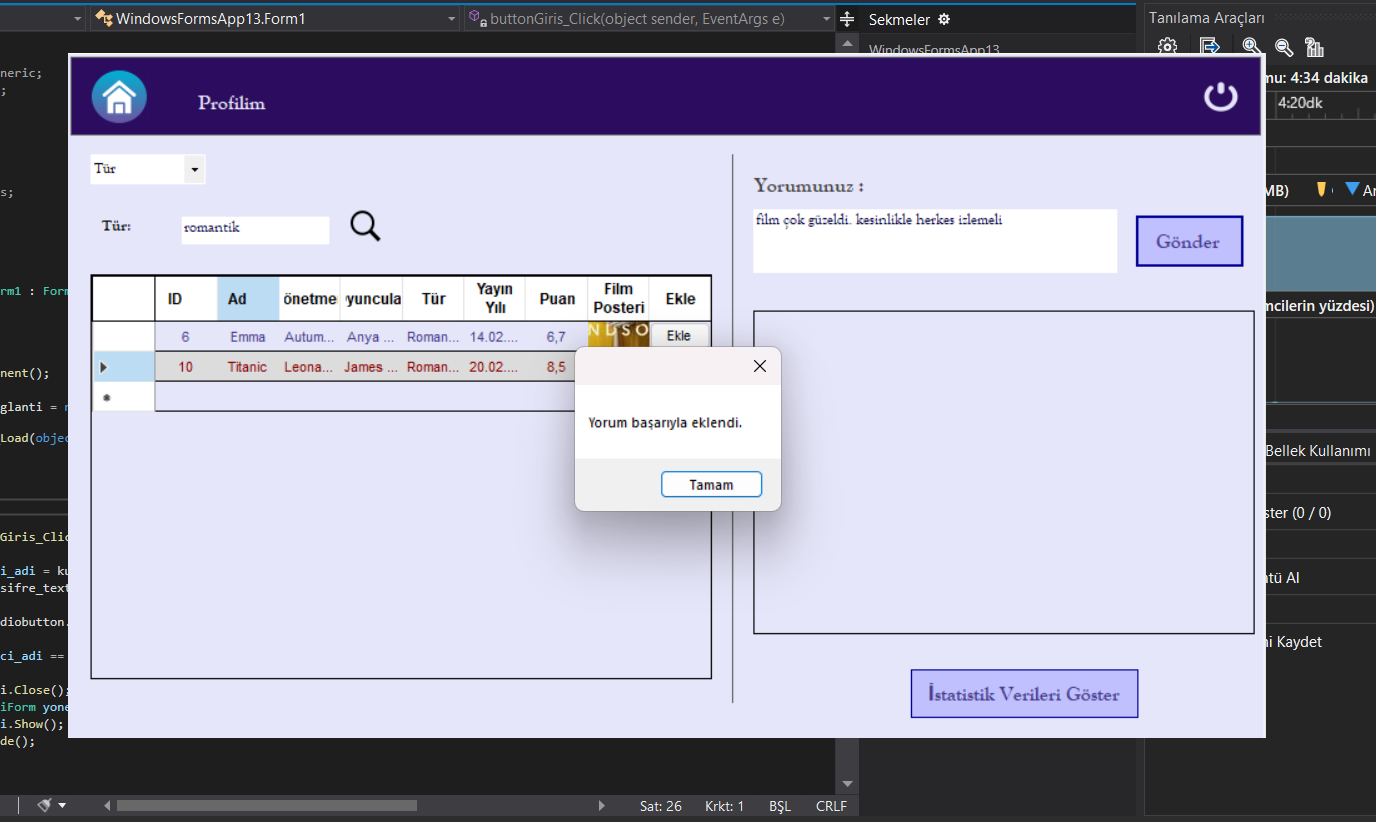 WindowsFormsApp13.Form1
buttonGiris_Click(object sender, EventArgs e)
Sekmeler
WindowsFormsApp13
Tanılama Araçları
mu: 4:34 dakika
4:20dk
MB)
mcilerin yüzdesi)
Bellek Kullanımı
ster (0 / 0)
ntü Al
ni Kaydet
neric;
;
s;
rm1 : Form
nent();
glanti = n
Load(objec
Giris_Clic
i_adi = ku
sifre_text
diobutton.
ci_adi ==
i.Close();
iForm yone
i.Show();
de();
Profilim
Tür
Tür:
romantik
ID Ad önetme yuncula Tür Yayın Yılı Puan Film Posteri Ekle
6 Emma Autum... Anya ... Roman... 14.02.... 6,7 NDSO Ekle
10 Titanic Leona... James ... Roman... 20.02.... 8,5
Yorumunuz :
film çok güzeldi. kesinlikle herkes izlemeli
Gönder
Yorum başarıyla eklendi.
Tamam
İstatistik Verileri Göster
Sat: 26 Krkt: 1 BŞL CRLF